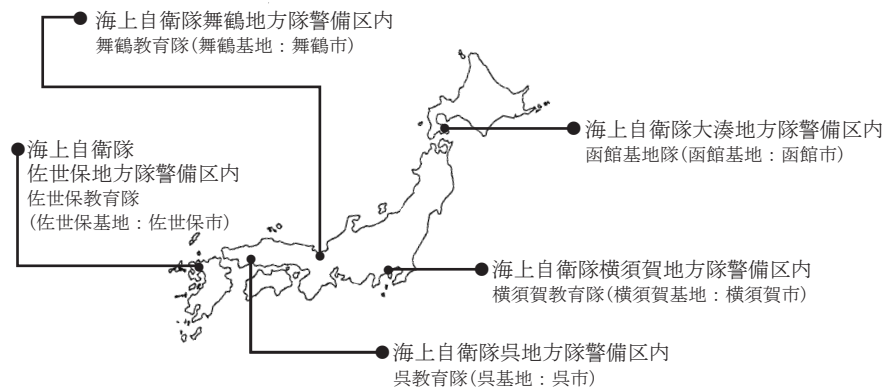 海上自衛隊舞鶴地方隊警備区内
舞鶴教育隊(舞鶴基地：舞鶴市)
海上自衛隊大湊地方隊警備区内
函館基地隊(函館基地：函館市)
海上自衛隊
佐世保地方隊警備区内
佐世保教育隊
(佐世保基地：佐世保市)
海上自衛隊横須賀地方隊警備区内
横須賀教育隊(横須賀基地：横須賀市)
海上自衛隊呉地方隊警備区内
呉教育隊(呉基地：呉市)